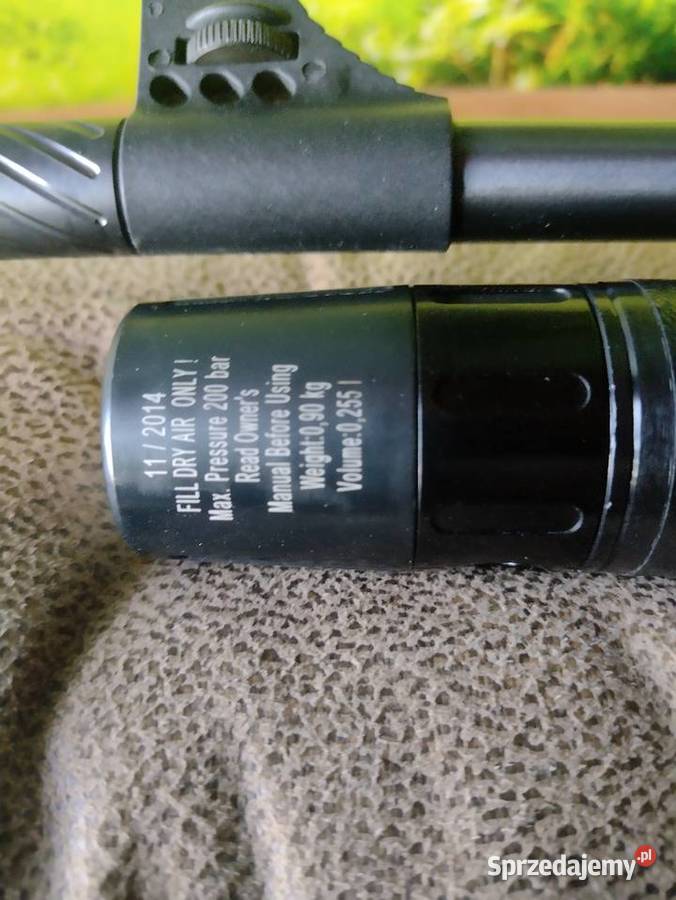 11 / 2014
FILL DRY AIR ONLY !
Max. Pressure 200 bar
Read Owner's
Manual Before Using
Weight:0,90 kg
Volume:0,255 l
Sprzedajemy.pl